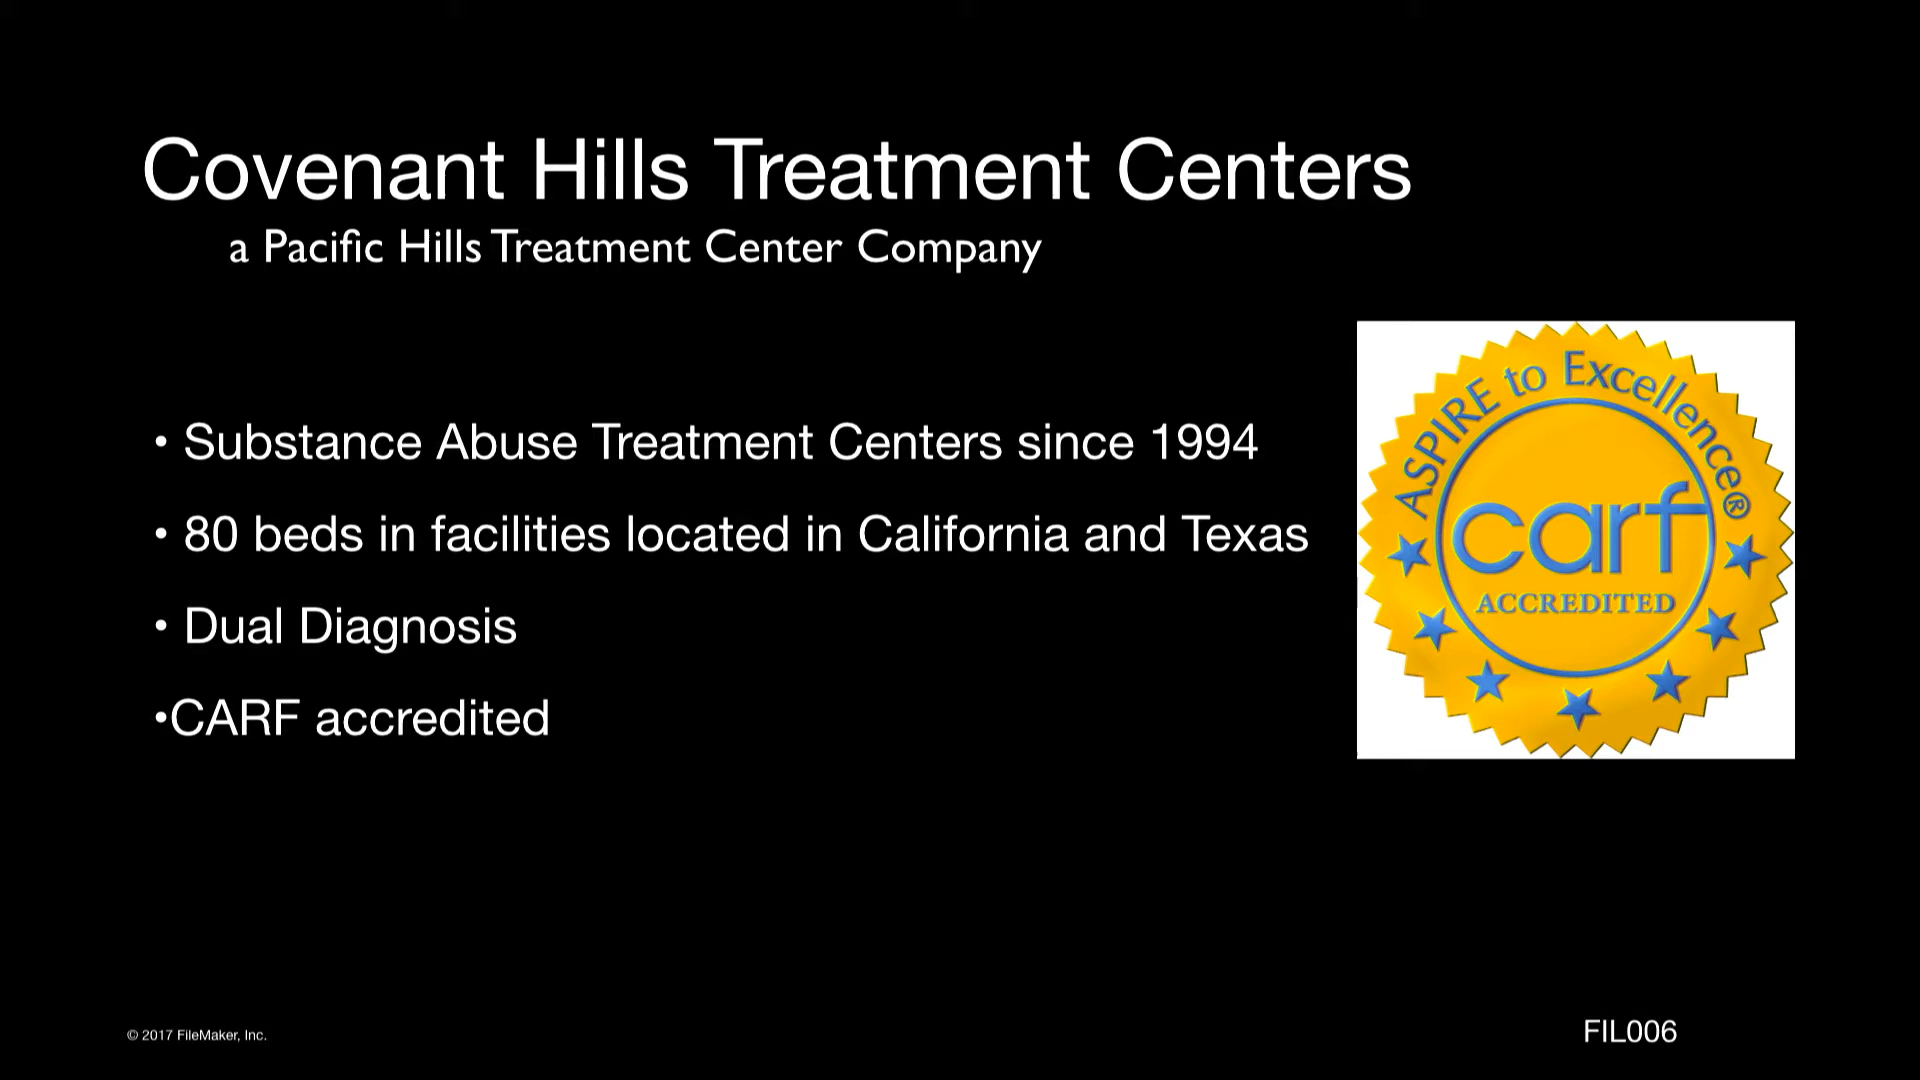 Covenant Hills Treatment Centers
a Pacific Hills Treatment Center Company
• Substance Abuse Treatment Centers since 1994
• 80 beds in facilities located in California and Texas
• Dual Diagnosis
•CARF accredited
ASPIRE to Excellence®
carf
ACCREDITED
© 2017 FileMaker, Inc.
FIL006